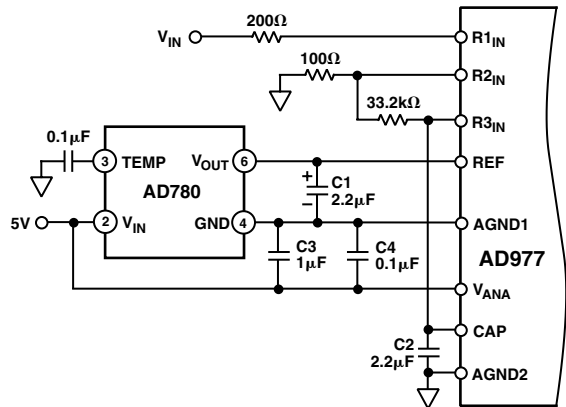 200Ω
V_IN
R1_IN
100Ω
R2_IN
33.2kΩ
R3_IN
0.1µF
3 TEMP
V_OUT 6
REF
AD780
+
C1
2.2µF
–
5V
2 V_IN
GND 4
AGND1
C3
1µF
C4
0.1µF
AD977
V_ANA
CAP
C2
2.2µF
AGND2